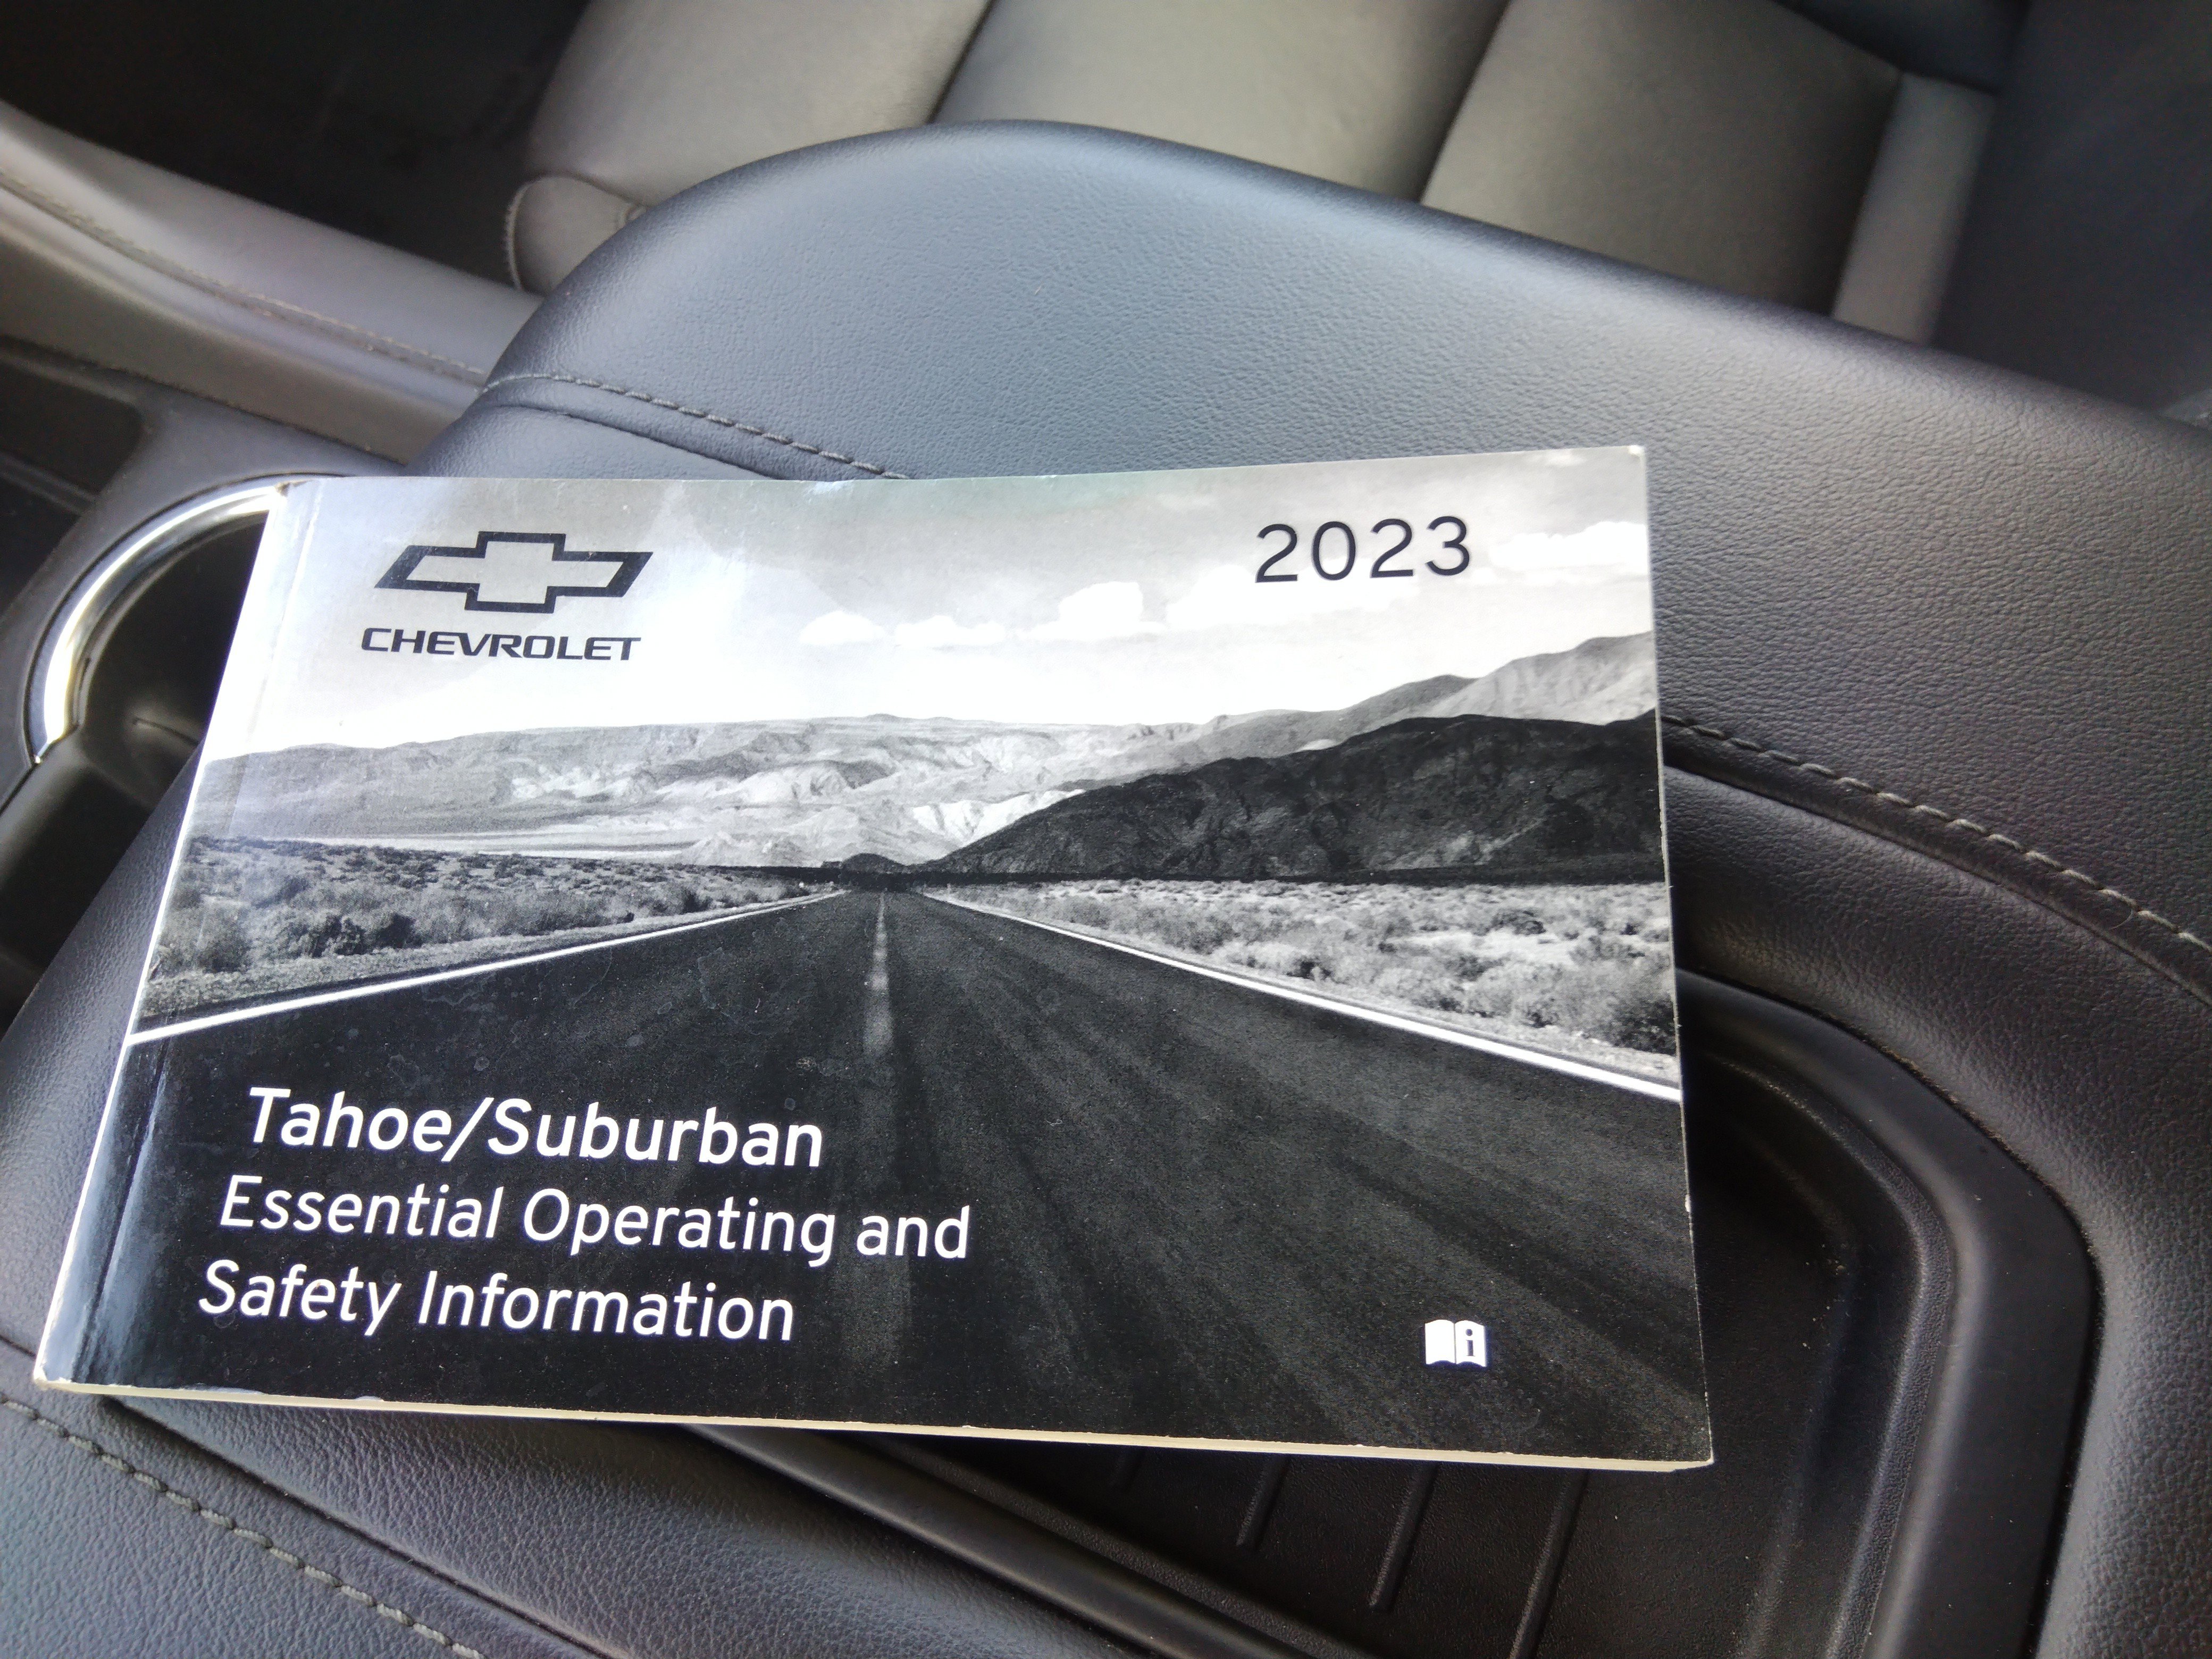 2023
CHEVROLET
Tahoe/Suburban
Essential Operating and
Safety Information
i